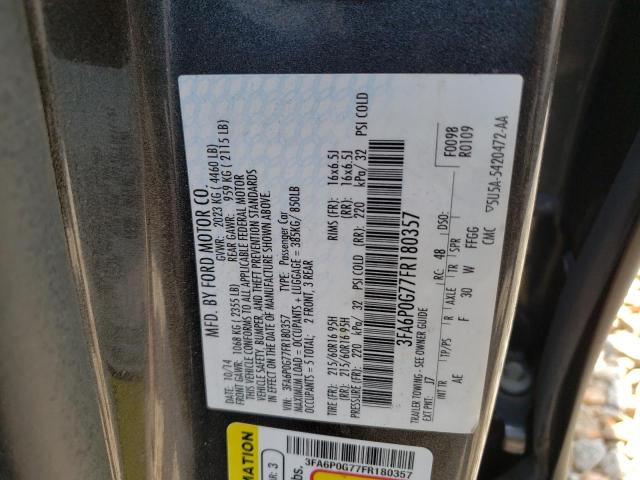 MFD. BY FORD MOTOR CO.
DATE: 10/14 GVWR: 2023 KG ( 4460 LB)
FRONT GAWR: 1068 KG ( 2355 LB) REAR GAWR: 959 KG ( 2115 LB)
THIS VEHICLE CONFORMS TO ALL APPLICABLE FEDERAL MOTOR
VEHICLE SAFETY, BUMPER, AND THEFT PREVENTION STANDARDS
IN EFFECT ON THE DATE OF MANUFACTURE SHOWN ABOVE.
VIN: 3FA6P0G77FR180357 TYPE: Passenger Car
MAXIMUM LOAD = OCCUPANTS + LUGGAGE = 385KG/ 850LB
OCCUPANTS: 5 TOTAL: 2 FRONT, 3 REAR
TIRE (FR): 215/60R16 95H RIMS (FR): 16x6.5J
(RR): 215/60R16 95H (RR): 16x6.5J
PRESSURE (FR): 220 kPa/ 32 PSI COLD (RR): 220 kPa/ 32 PSI COLD
3FA6P0G77FR180357
TRAILER TOWING - SEE OWNER GUIDE
F0098
R0109
EXT PNT: J7 RC: 48 DSO:
INT TR TP/PS R AXLE TR SPR
AE F 30 W FFGG
CMC 5U5A-5420472-AA
MATION
AR: 3
lbs.
3FA6P0G77FR180357